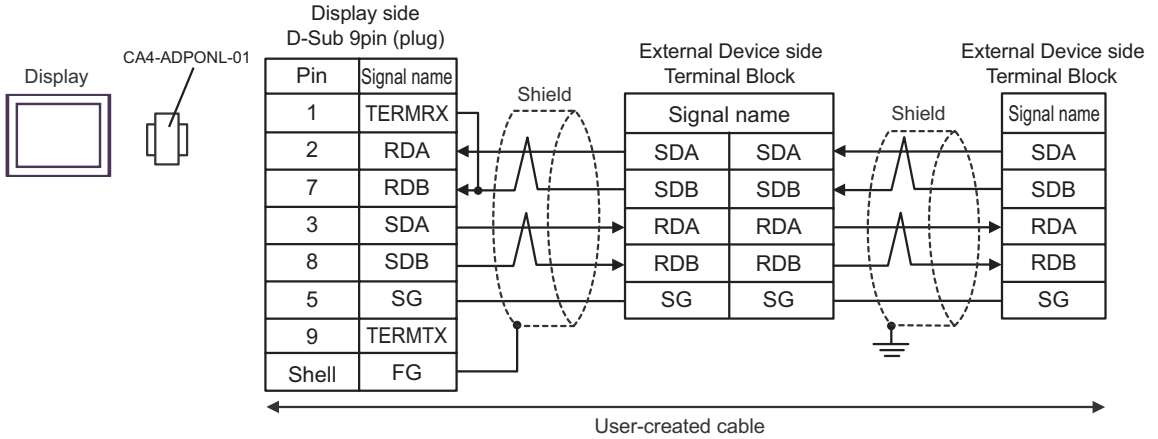 Display
CA4-ADPONL-01
Display side
D-Sub 9pin (plug)
Pin Signal name
1 TERMRX
2 RDA
7 RDB
3 SDA
8 SDB
5 SG
9 TERMTX
Shell FG
Shield
External Device side
Terminal Block
Signal name
SDA SDA
SDB SDB
RDA RDA
RDB RDB
SG SG
Shield
External Device side
Terminal Block
Signal name
SDA
SDB
RDA
RDB
SG
User-created cable